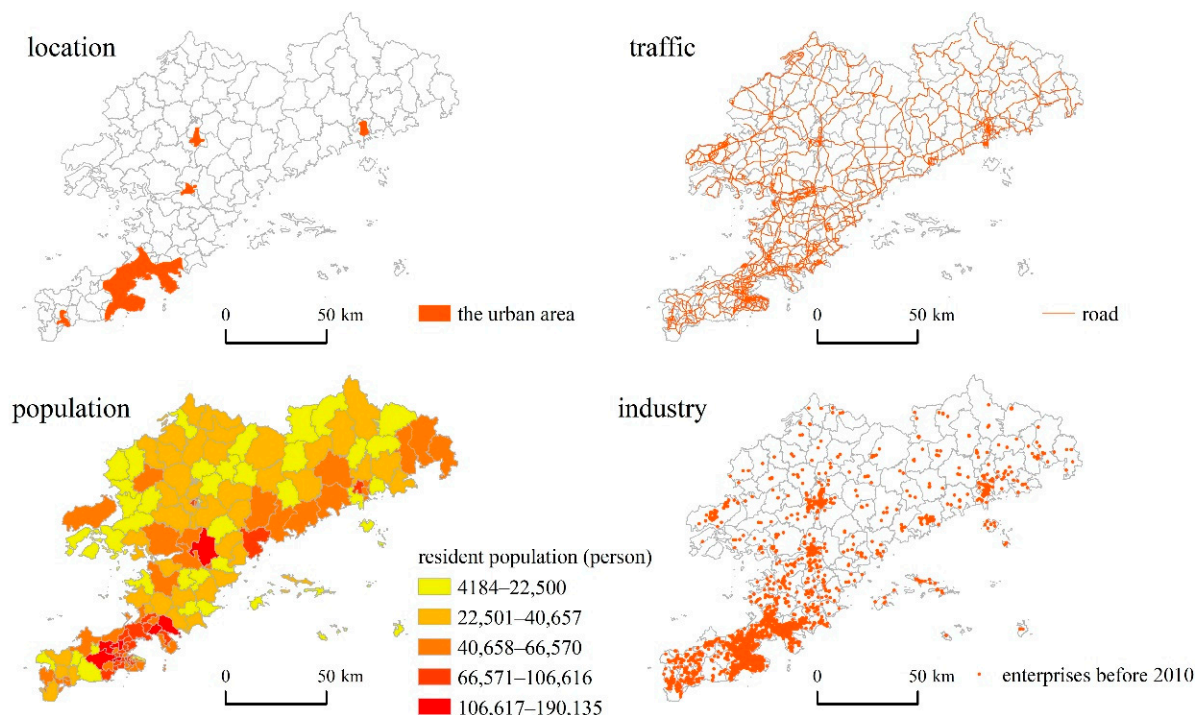 location
0 50 km
the urban area
traffic
0 50 km
road
population
0 50 km
resident population (person)
4184–22,500
22,501–40,657
40,658–66,570
66,571–106,616
106,617–190,135
industry
0 50 km
enterprises before 2010